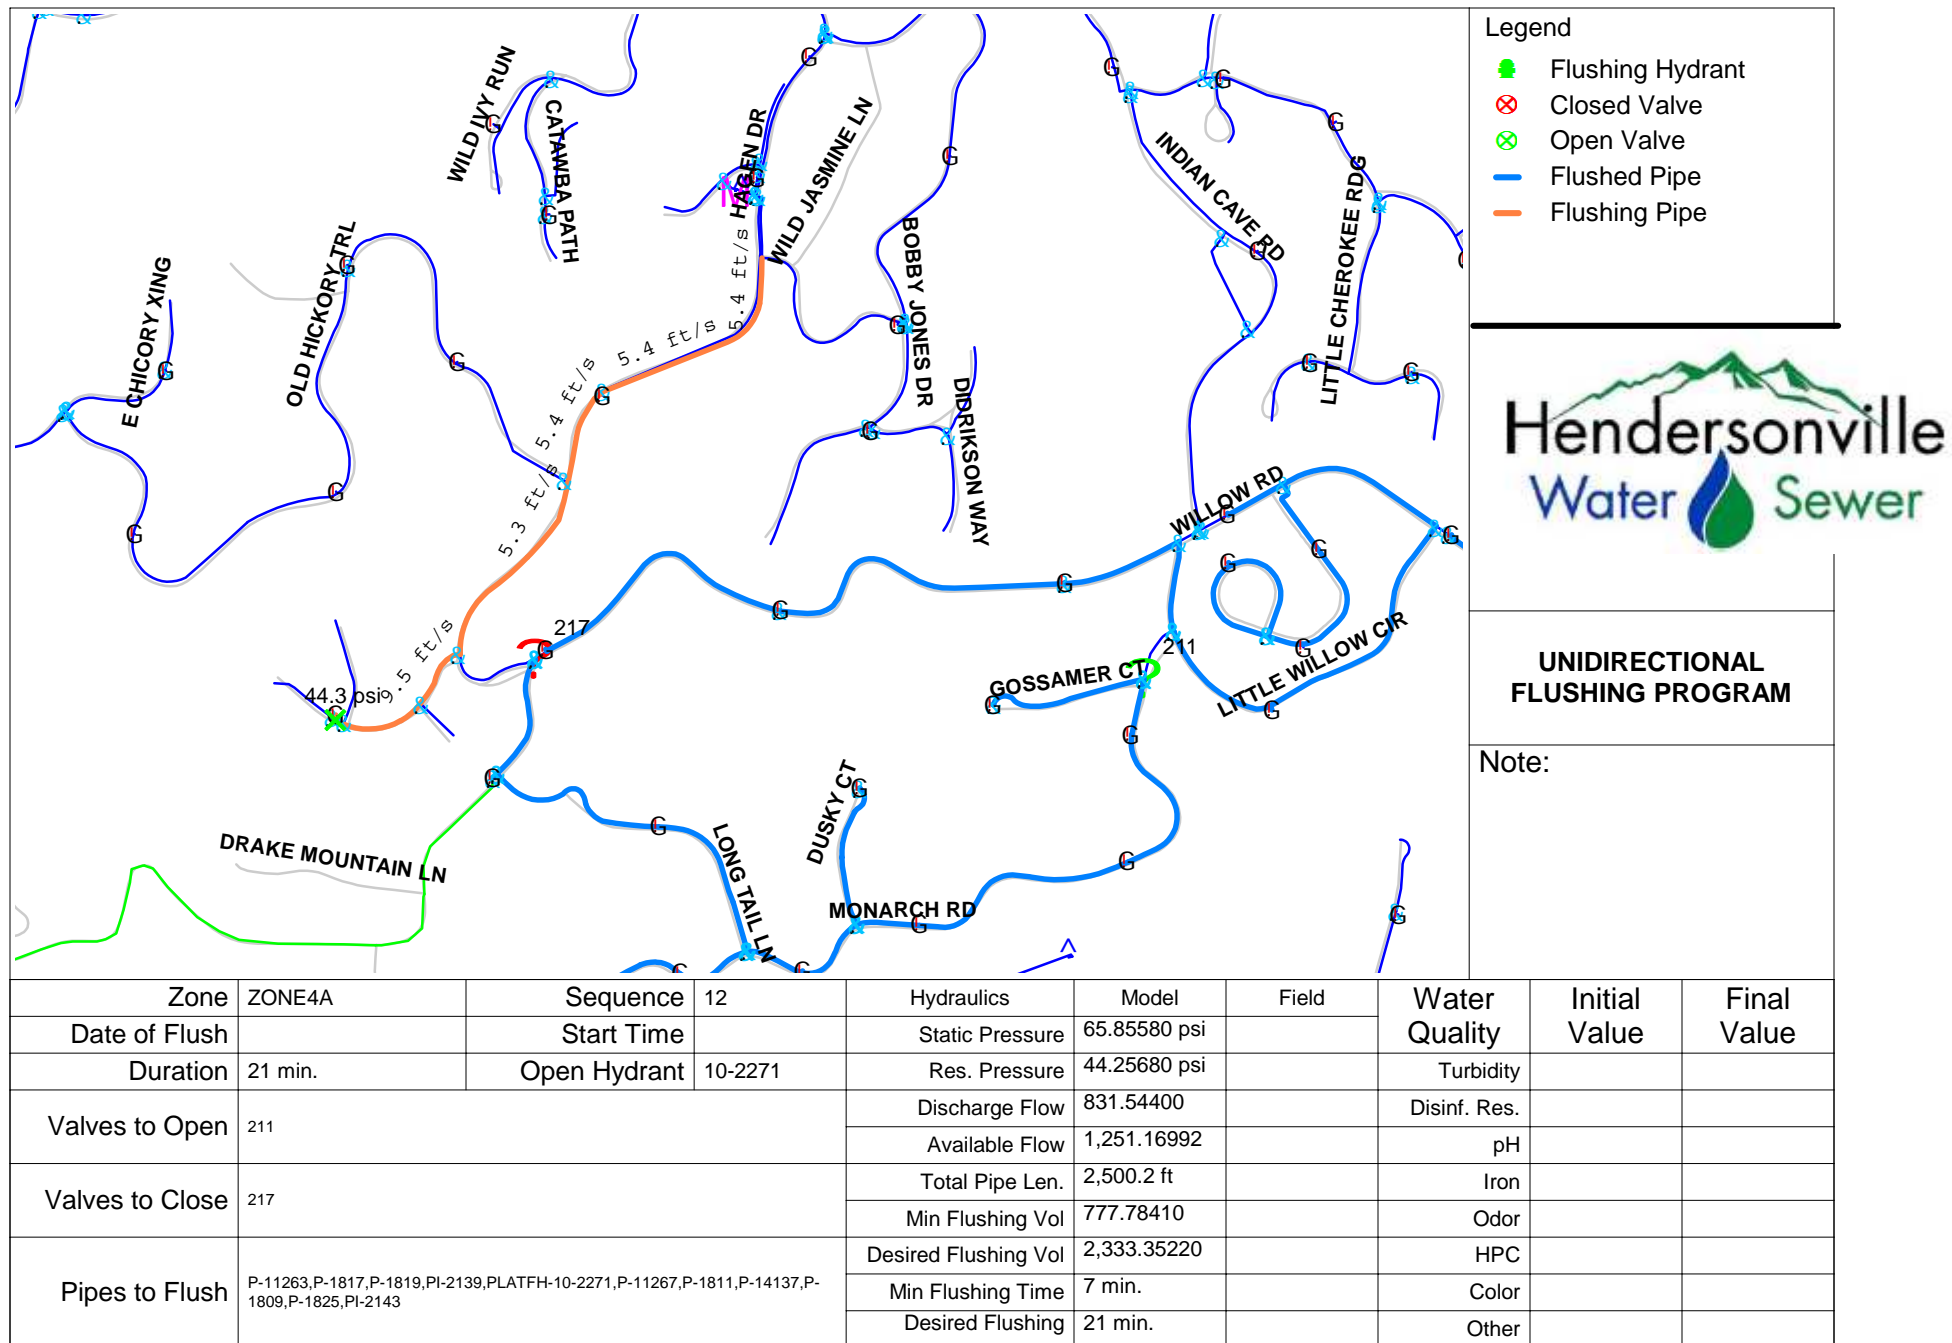 Legend
Flushing Hydrant
Closed Valve
Open Valve
Flushed Pipe
Flushing Pipe
WILD IVY RUN
CATAWBA PATH
HAGEN DR
WILD JASMINE LN
INDIAN CAVE RD
LITTLE CHEROKEE RDG
BOBBY JONES DR
OLD HICKORY TRL
E CHICORY XING
DIDRIKSON WAY
5.4 ft/s
5.4 ft/s
5.4 ft/s
5.3 ft/s
9.5 ft/s
44.3 psi
217
211
WILLOW RD
LITTLE WILLOW CIR
GOSSAMER CT
DUSKY CT
DRAKE MOUNTAIN LN
LONG TAIL LN
MONARCH RD
Hendersonville
Water Sewer
UNIDIRECTIONAL
FLUSHING PROGRAM
Note:
Zone ZONE4A Sequence 12 Hydraulics Model Field Water Quality Initial Value Final Value
Date of Flush Start Time Static Pressure 65.85580 psi
Duration 21 min. Open Hydrant 10-2271 Res. Pressure 44.25680 psi Turbidity
Valves to Open 211 Discharge Flow 831.54400 Disinf. Res.
Available Flow 1,251.16992 pH
Valves to Close 217 Total Pipe Len. 2,500.2 ft Iron
Min Flushing Vol 777.78410 Odor
Desired Flushing Vol 2,333.35220 HPC
Pipes to Flush P-11263,P-1817,P-1819,PI-2139,PLATFH-10-2271,P-11267,P-1811,P-14137,P-
1809,P-1825,PI-2143 Min Flushing Time 7 min. Color
Desired Flushing 21 min. Other